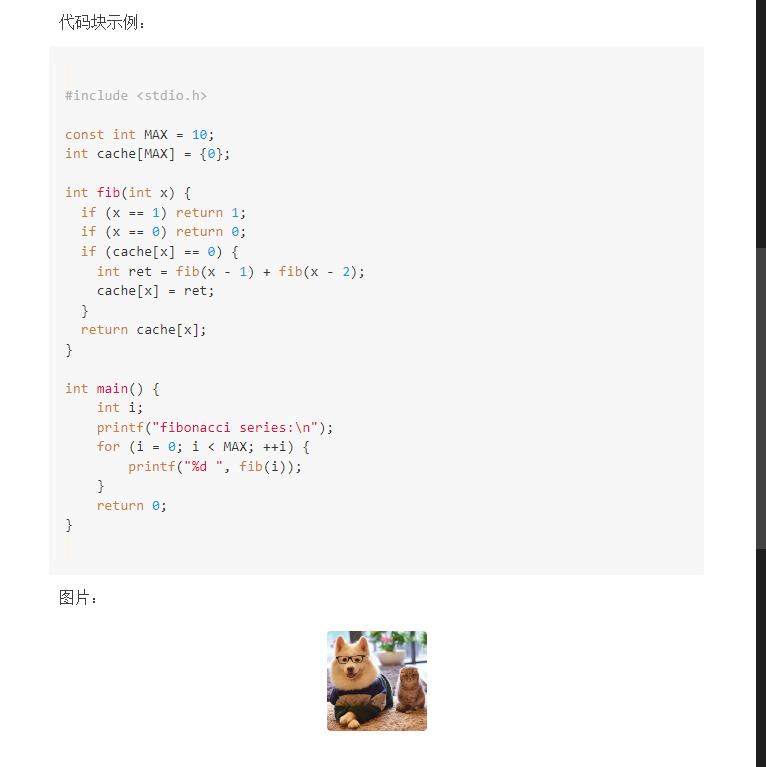 代码块示例：
#include <stdio.h>
const int MAX = 10;
int cache[MAX] = {0};
int fib(int x) {
  if (x == 1) return 1;
  if (x == 0) return 0;
  if (cache[x] == 0) {
    int ret = fib(x - 1) + fib(x - 2);
    cache[x] = ret;
  }
  return cache[x];
}
int main() {
    int i;
    printf("fibonacci series:\n");
    for (i = 0; i < MAX; ++i) {
        printf("%d ", fib(i));
    }
    return 0;
}
图片：